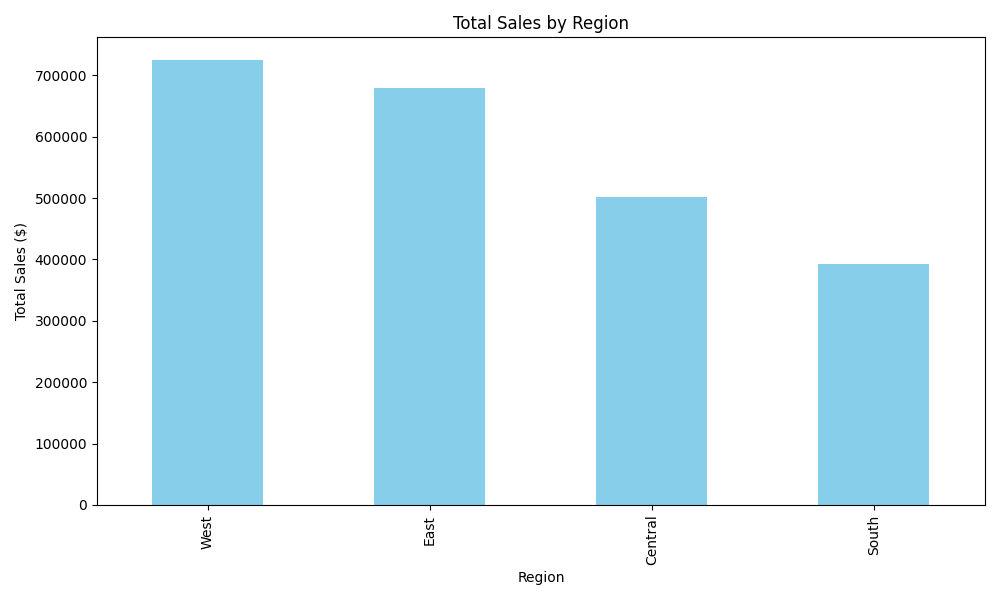 Total Sales by Region
Total Sales ($)
700000
600000
500000
400000
300000
200000
100000
0
West
East
Central
South
Region